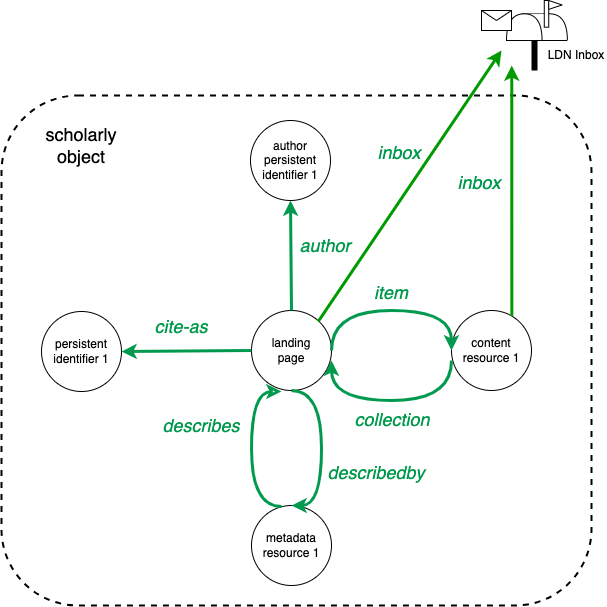 LDN Inbox
scholarly
object
author
persistent
identifier 1
inbox
inbox
author
item
cite-as
persistent
identifier 1
landing
page
content
resource 1
collection
describes
describedby
metadata
resource 1